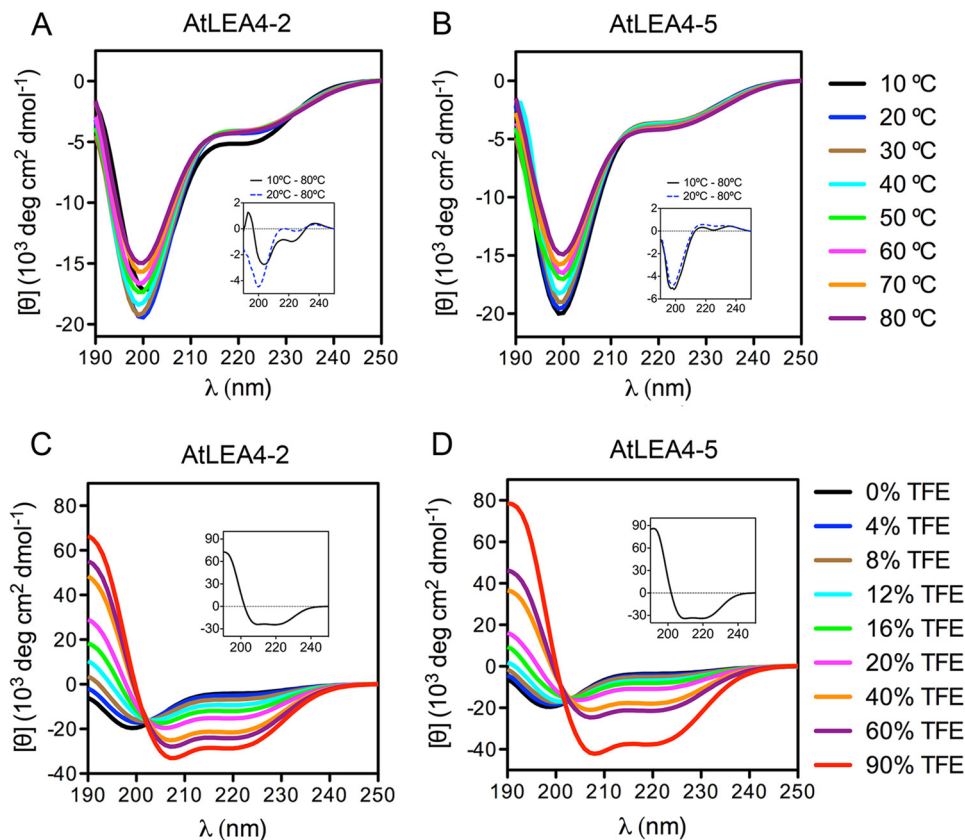 A
AtLEA4-2
B
AtLEA4-5
[θ] (10³ deg cm² dmol⁻¹)
0
-5
-10
-15
-20
190 200 210 220 230 240 250
λ (nm)
10ºC - 80ºC
20ºC - 80ºC
2
0
-2
-4
200 220 240
[θ] (10³ deg cm² dmol⁻¹)
0
-5
-10
-15
-20
190 200 210 220 230 240 250
λ (nm)
10ºC - 80ºC
20ºC - 80ºC
2
0
-2
-4
-6
200 220 240
10 ºC
20 ºC
30 ºC
40 ºC
50 ºC
60 ºC
70 ºC
80 ºC
C
AtLEA4-2
D
AtLEA4-5
[θ] (10³ deg cm² dmol⁻¹)
80
60
40
20
0
-20
-40
190 200 210 220 230 240 250
λ (nm)
90
60
30
0
-30
200 220 240
[θ] (10³ deg cm² dmol⁻¹)
80
60
40
20
0
-20
-40
190 200 210 220 230 240 250
λ (nm)
90
60
30
0
-30
200 220 240
0% TFE
4% TFE
8% TFE
12% TFE
16% TFE
20% TFE
40% TFE
60% TFE
90% TFE